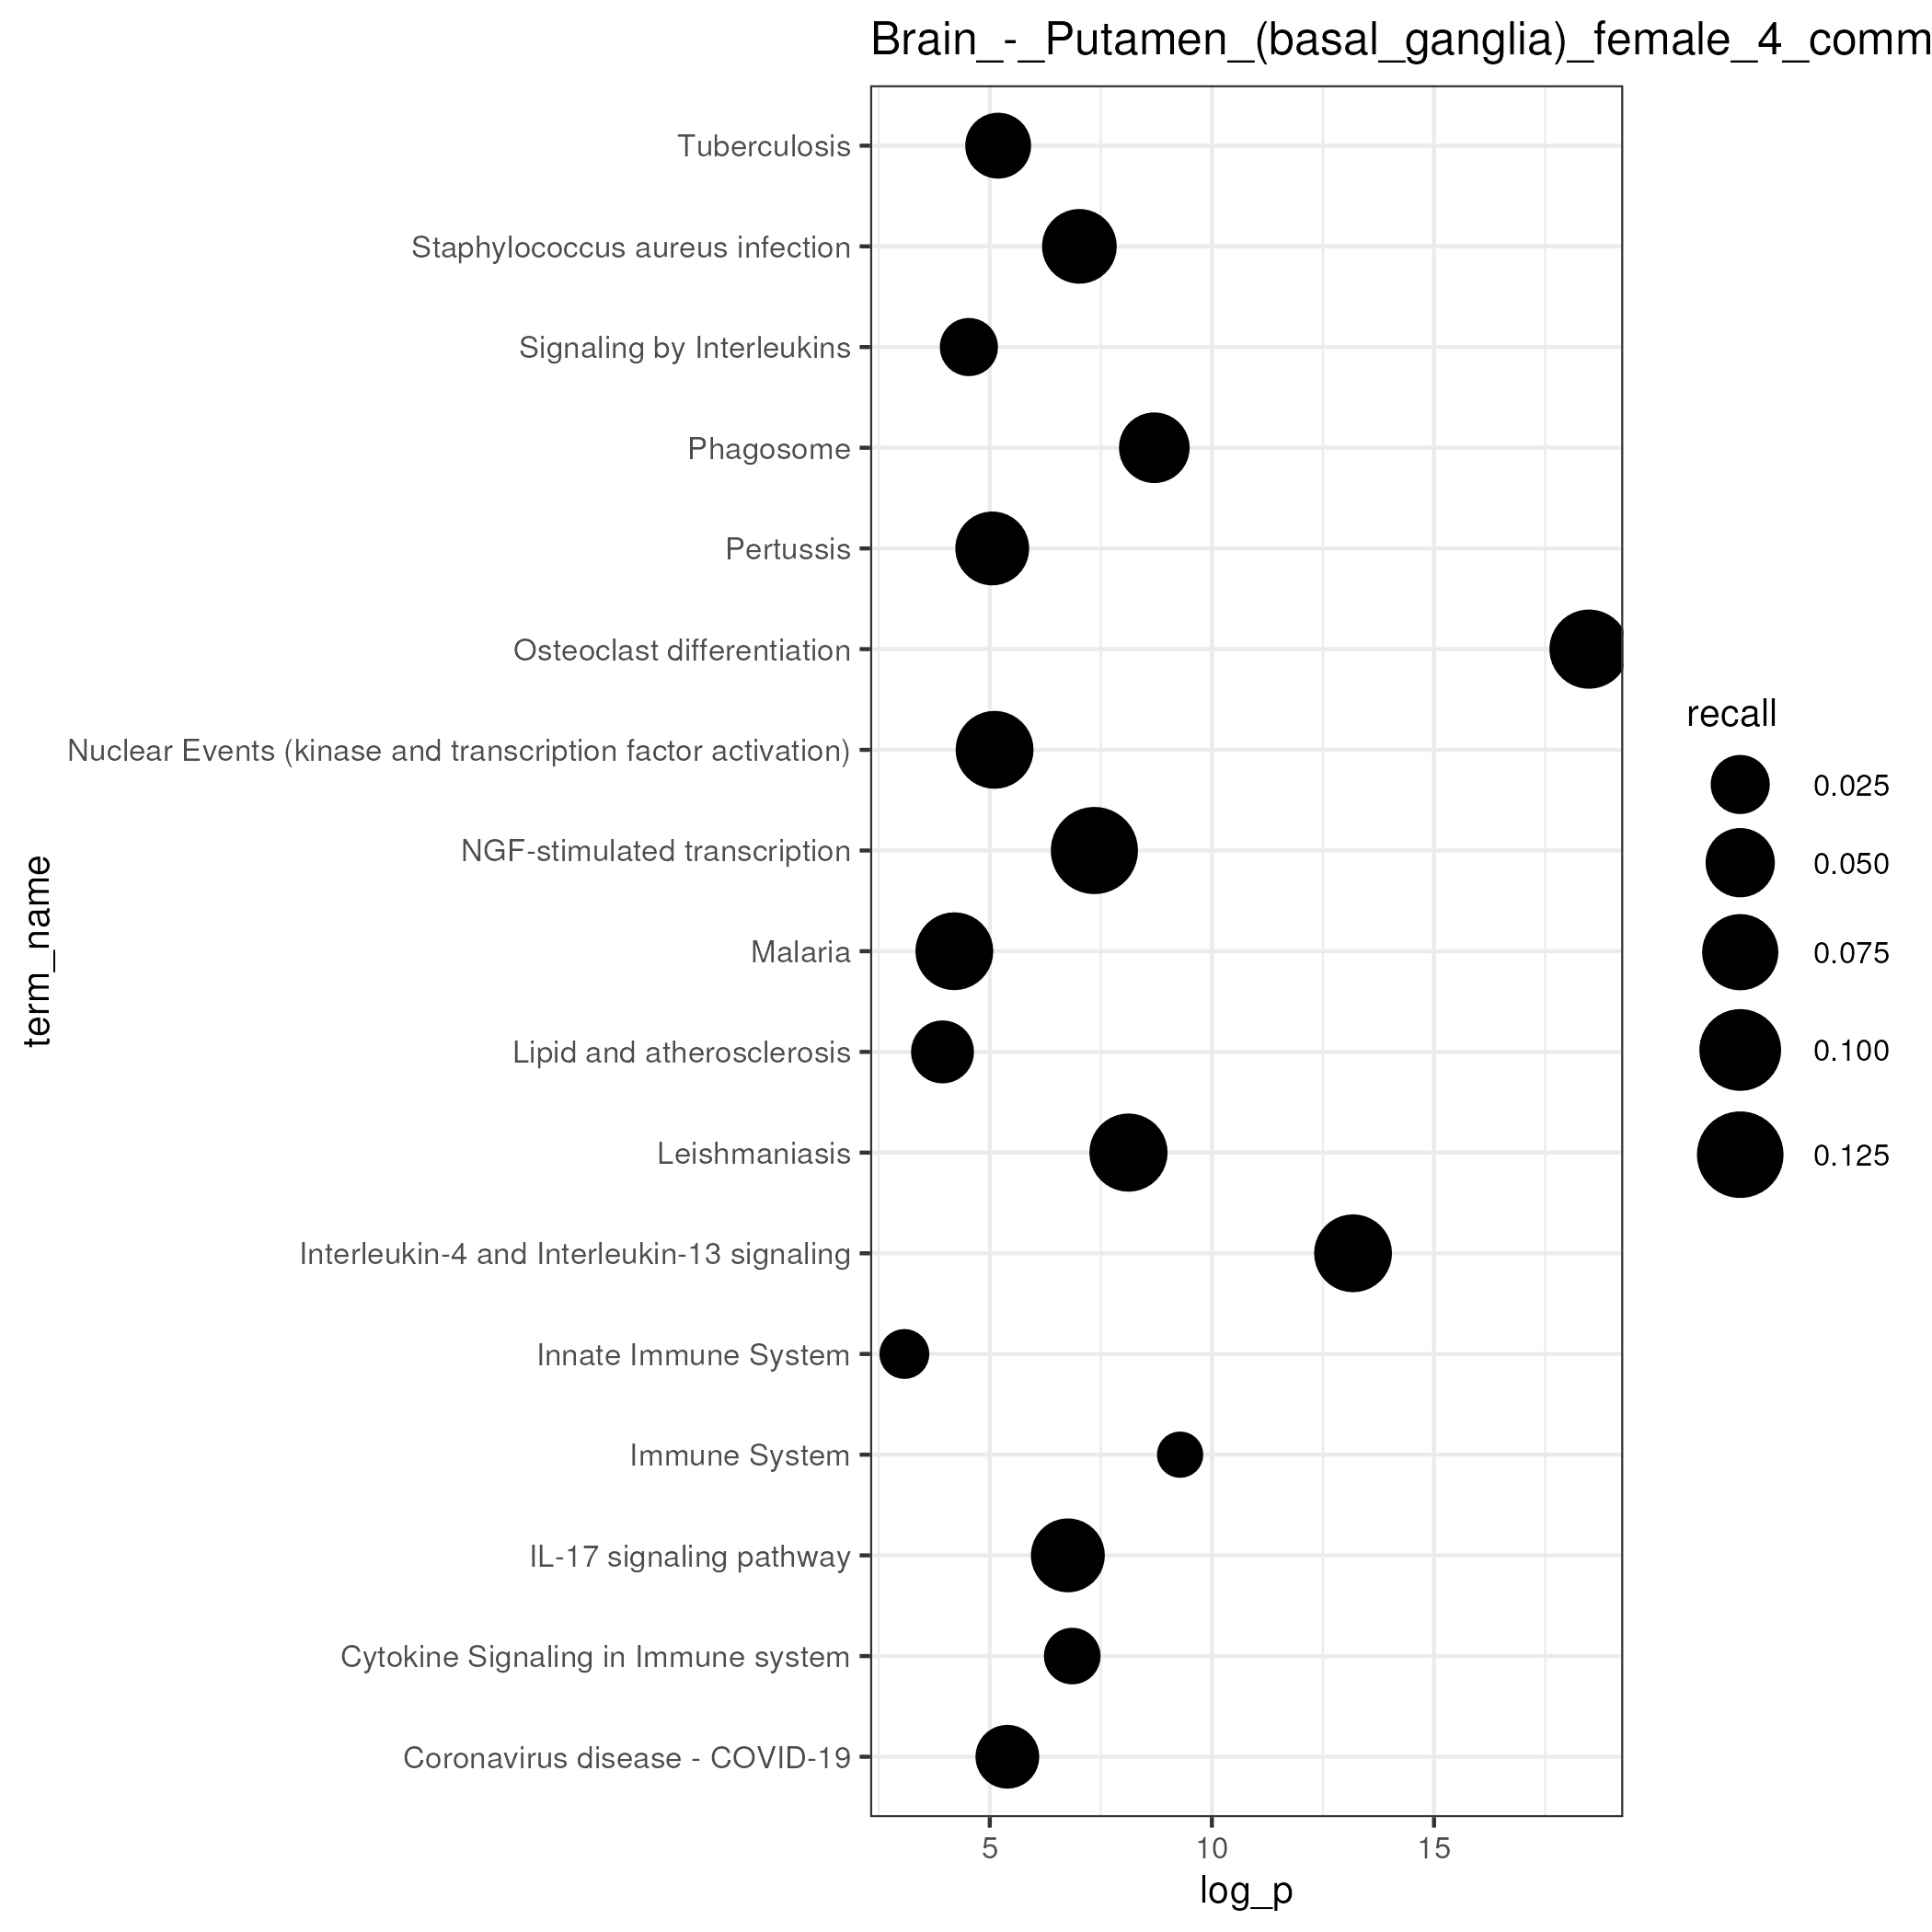 Brain_-_Putamen_(basal_ganglia)_female_4_comm
Tuberculosis
Staphylococcus aureus infection
Signaling by Interleukins
Phagosome
Pertussis
Osteoclast differentiation
Nuclear Events (kinase and transcription factor activation)
NGF-stimulated transcription
Malaria
Lipid and atherosclerosis
Leishmaniasis
Interleukin-4 and Interleukin-13 signaling
Innate Immune System
Immune System
IL-17 signaling pathway
Cytokine Signaling in Immune system
Coronavirus disease - COVID-19
term_name
5 10 15
log_p
recall
0.025
0.050
0.075
0.100
0.125